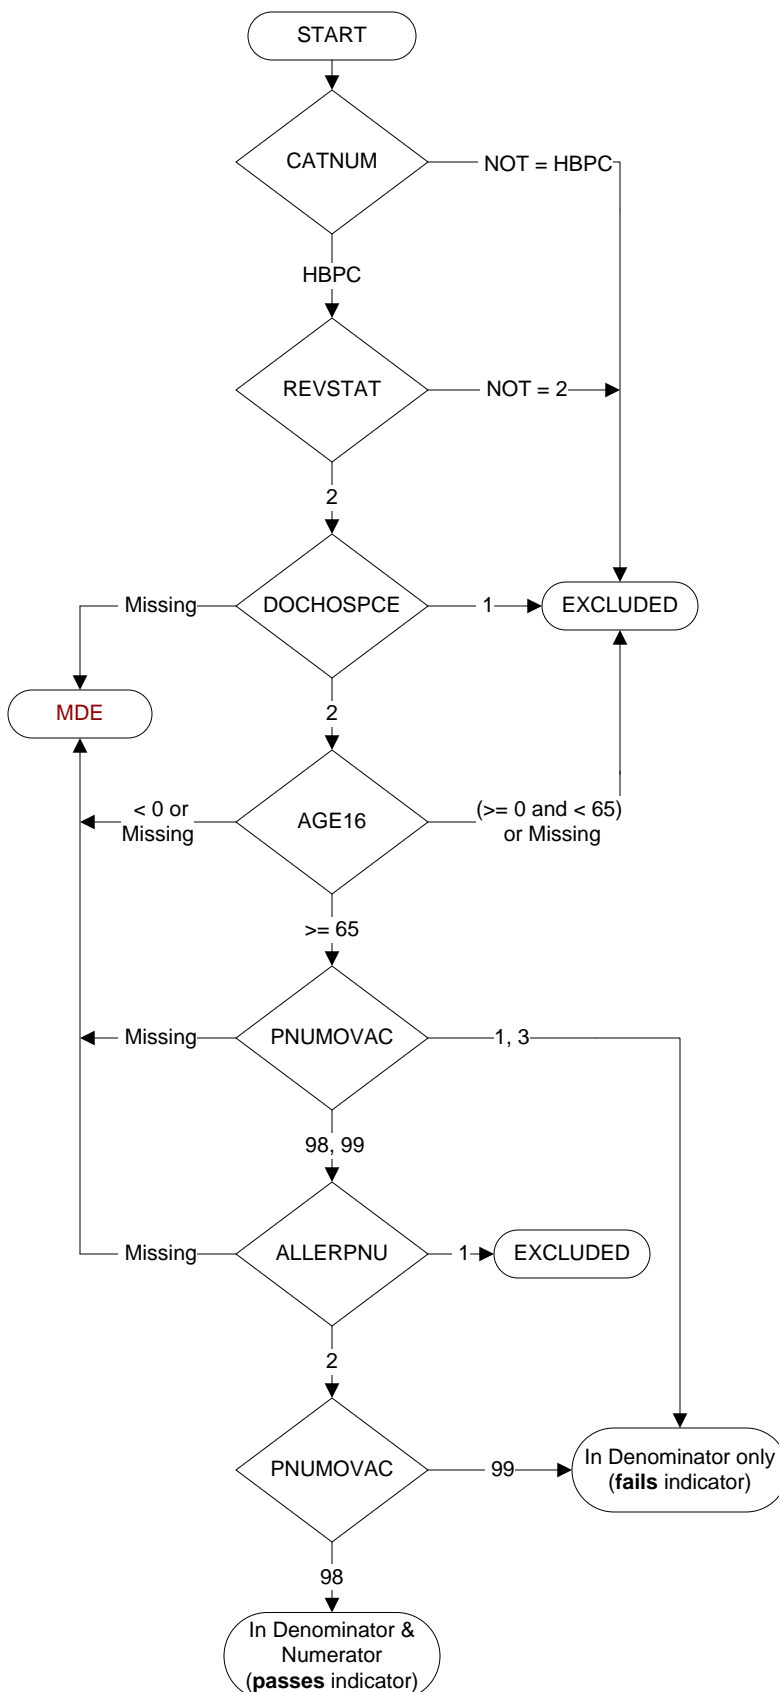 START
CATNUM
NOT = HBPC
HBPC
REVSTAT
NOT = 2
2
Missing
DOCHOSPCE
1
EXCLUDED
MDE
2
< 0 or
Missing
AGE16
(>= 0 and < 65)
or Missing
>= 65
Missing
PNUMOVAC
1, 3
98, 99
Missing
ALLERPNU
1
EXCLUDED
2
PNUMOVAC
99
In Denominator only
(fails indicator)
98
In Denominator &
Numerator
(passes indicator)